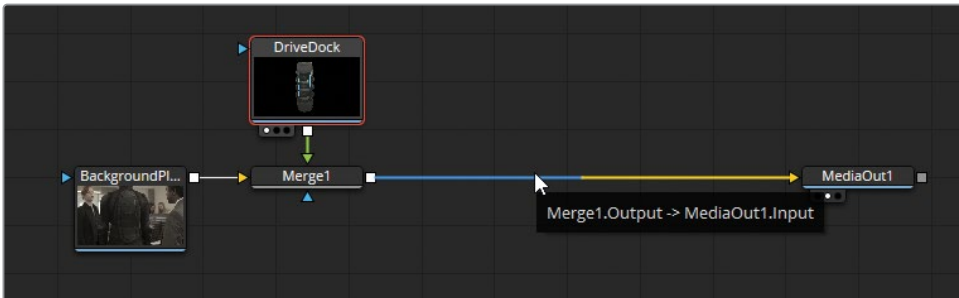 DriveDock
BackgroundPl...
Merge1
MediaOut1
Merge1.Output -> MediaOut1.Input